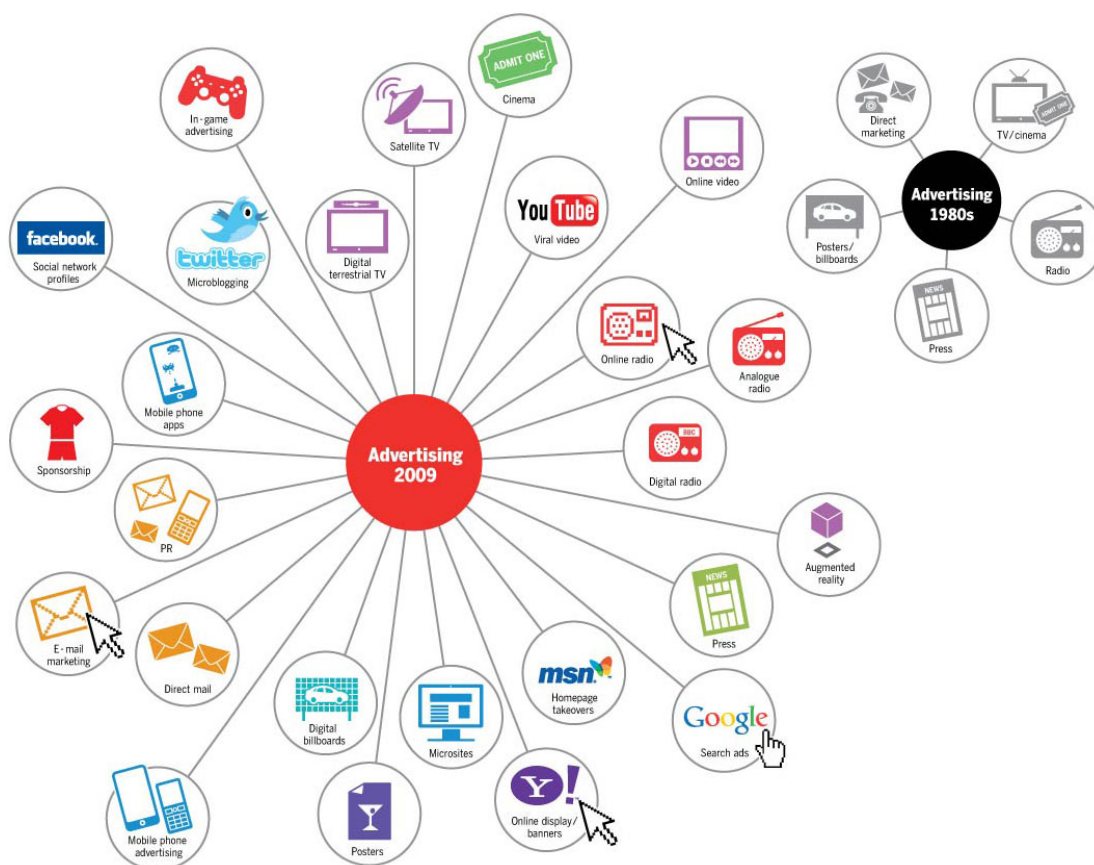 ADMIT ONE
Cinema
In-game
advertising
Satellite TV
Online video
Direct
marketing
ADMIT ONE
TV/cinema
Advertising
1980s
Posters/
billboards
Radio
NEWS
Press
facebook.
Social network
profiles
twitter
Microblogging
Digital
terrestrial TV
YouTube
Viral video
Online radio
Analogue
radio
Mobile phone
apps
Sponsorship
Advertising
2009
BBC
Digital radio
PR
Augmented
reality
NEWS
Press
E-mail
marketing
Direct mail
Digital
billboards
Microsites
msn
Homepage
takeovers
Google
Search ads
Mobile phone
advertising
Posters
Y!
Online display/
banners